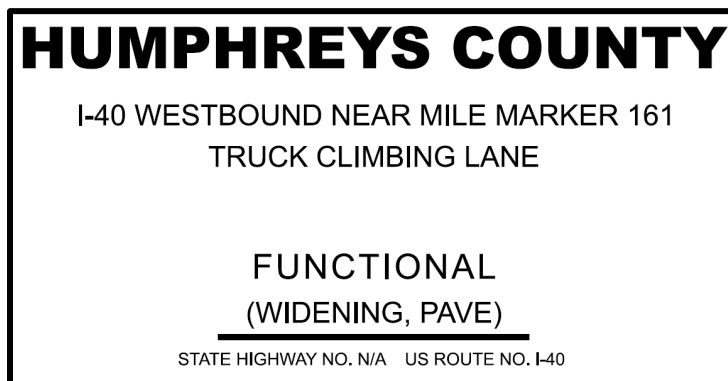 HUMPHREYS COUNTY
I-40 WESTBOUND NEAR MILE MARKER 161
TRUCK CLIMBING LANE
FUNCTIONAL
(WIDENING, PAVE)
STATE HIGHWAY NO. N/A US ROUTE NO. I-40